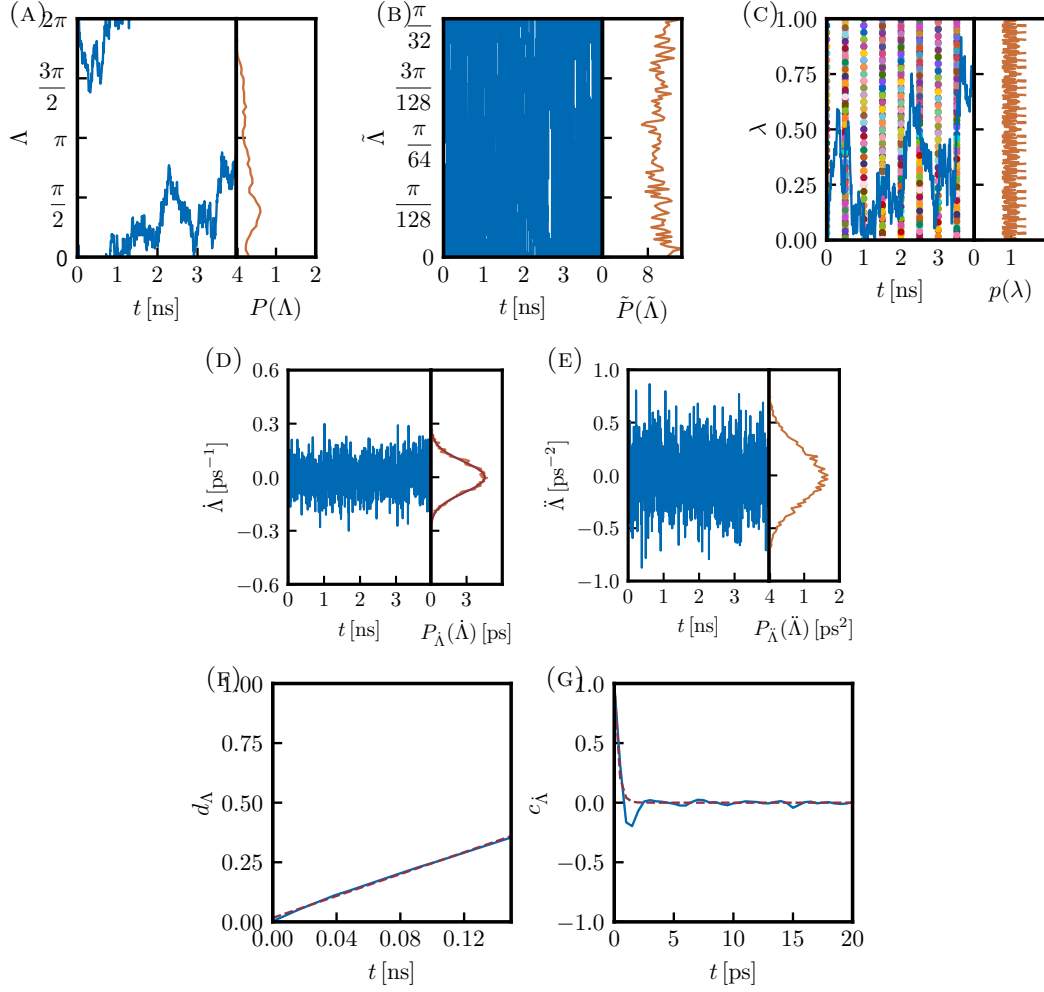 (A)
2π
3π/2
π
π/2
0
Λ
0 1 2 3 4 1 2
t [ns]
P(Λ)
(B)
π/32
3π/128
π/64
π/128
0
Λ̃
0 1 2 3 4 0 8
t [ns]
P̃(Λ̃)
(C)
1.00
0.75
0.50
0.25
0.00
λ
0 1 2 3 0 1
t [ns]
p(λ)
(D)
0.6
0.3
0.0
−0.3
−0.6
Λ̇ [ps⁻¹]
0 1 2 3 0 3
t [ns]
P_Λ̇(Λ̇) [ps]
(E)
1.0
0.5
0.0
−0.5
−1.0
Λ̈ [ps⁻²]
0 1 2 3 4 1 2
t [ns]
P_Λ̈(Λ̈) [ps²]
(F)
1.00
0.75
0.50
0.25
0.00
d_Λ
0.00 0.04 0.08 0.12
t [ns]
(G)
1.0
0.5
0.0
−0.5
−1.0
c_Λ̇
0 5 10 15 20
t [ps]